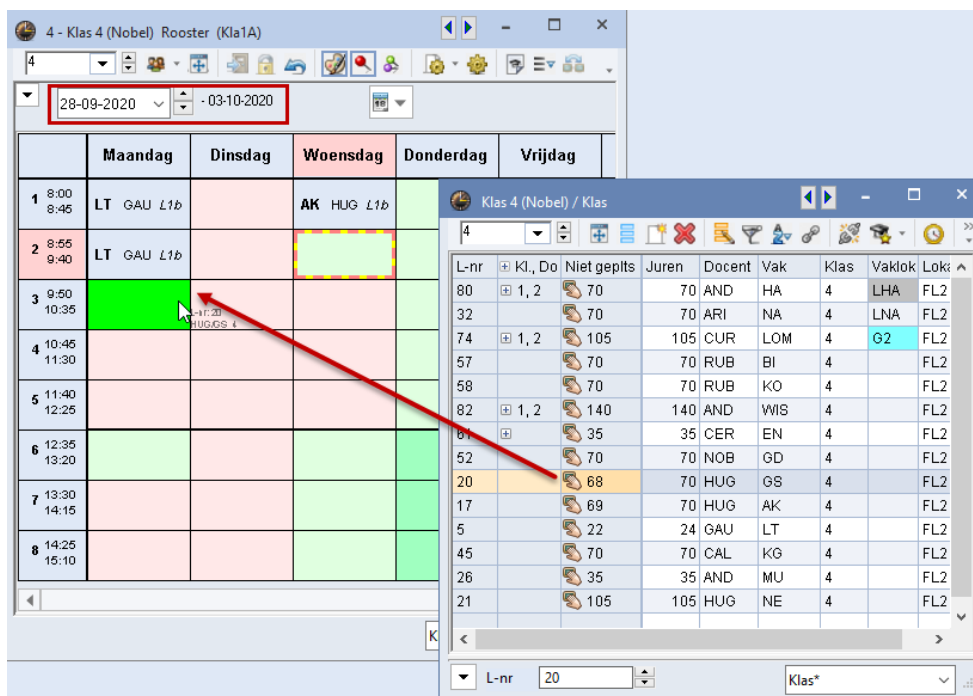 4 - Klas 4 (Nobel) Rooster (Kla1A)
4
28-09-2020 - 03-10-2020
Maandag Dinsdag Woensdag Donderdag Vrijdag
1 8:00 8:45 LT GAU L1b AK HUG L1b
2 8:55 9:40 LT GAU L1b
3 9:50 10:35
L-nr: 20
HUG/GS 4
4 10:45 11:30
5 11:40 12:25
6 12:35 13:20
7 13:30 14:15
8 14:25 15:10
K
Klas 4 (Nobel) / Klas
4
L-nr Kl., Do Niet geplts Juren Docent Vak Klas Vaklok Loka
80 1, 2 70 70 AND HA 4 LHA FL2
32 70 70 ARI NA 4 LNA FL2
74 1, 2 105 105 CUR LOM 4 G2 FL2
57 70 70 RUB BI 4 FL2
58 70 70 RUB KO 4 FL2
82 1, 2 140 140 AND WIS 4 FL2
61 35 35 CER EN 4 FL2
52 70 70 NOB GD 4 FL2
20 68 70 HUG GS 4 FL2
17 69 70 HUG AK 4 FL2
5 22 24 GAU LT 4 FL2
45 70 70 CAL KG 4 FL2
26 35 35 AND MU 4 FL2
21 105 105 HUG NE 4 FL2
L-nr 20 Klas*